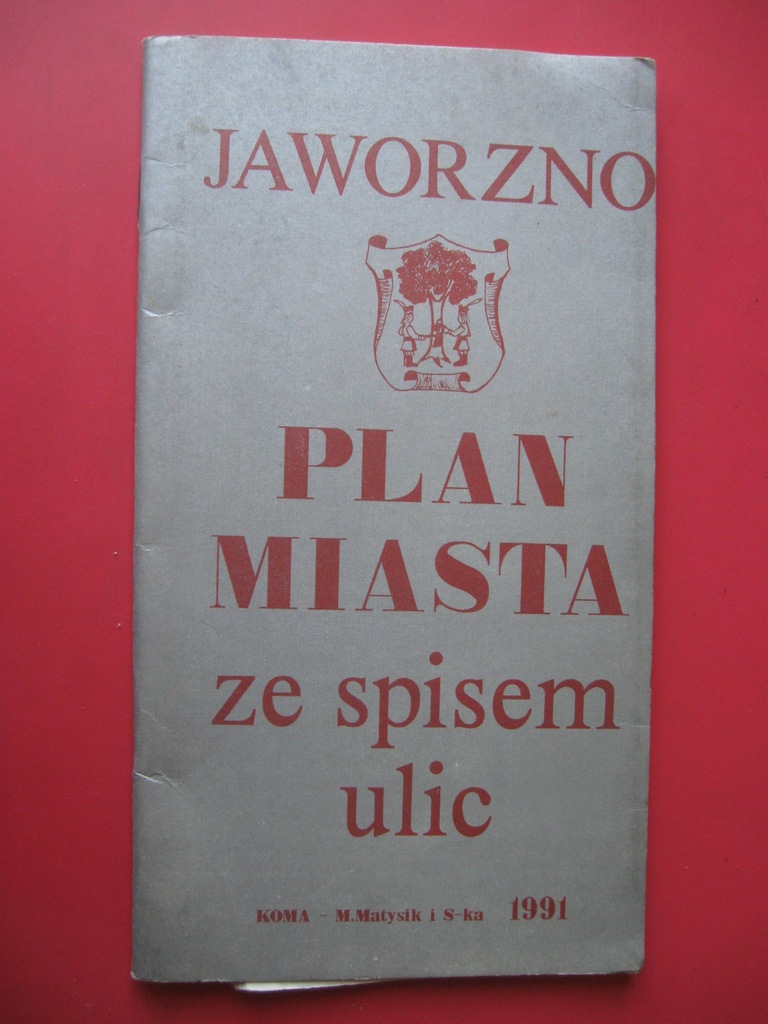 JAWORZNO
PLAN
MIASTA
ze spisem
ulic
KOMA - M.Matysik i S-ka 1991